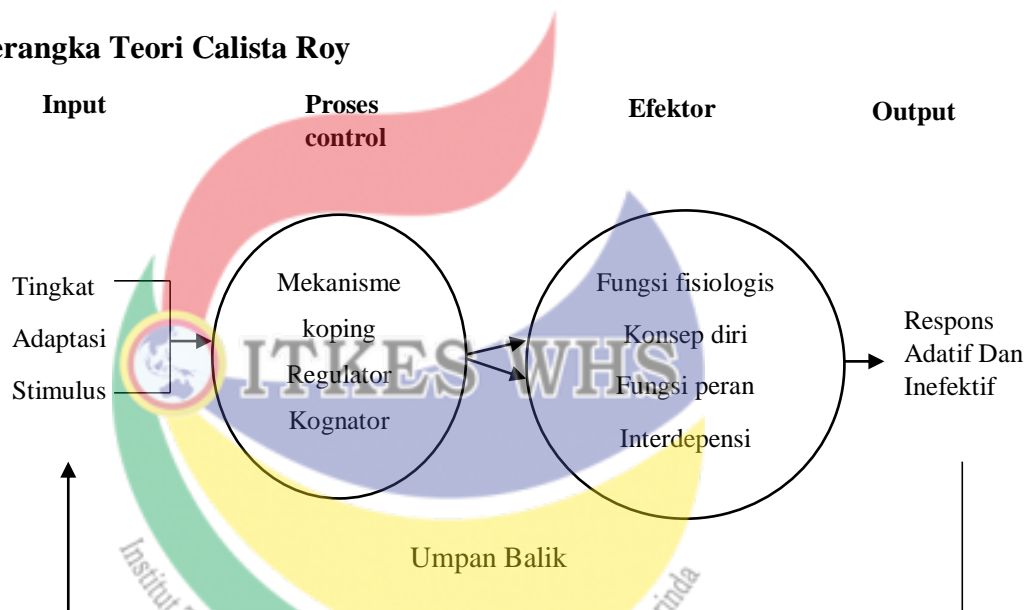 erangka Teori Calista Roy
Input
Proses
control
Efektor
Output
Tingkat
Adaptasi
Stimulus
Mekanisme
koping
Regulator
Kognator
Fungsi fisiologis
Konsep diri
Fungsi peran
Interdepensi
Respons
Adatif Dan
Inefektif
ITKES WHS
Umpan Balik
Institut
rinda